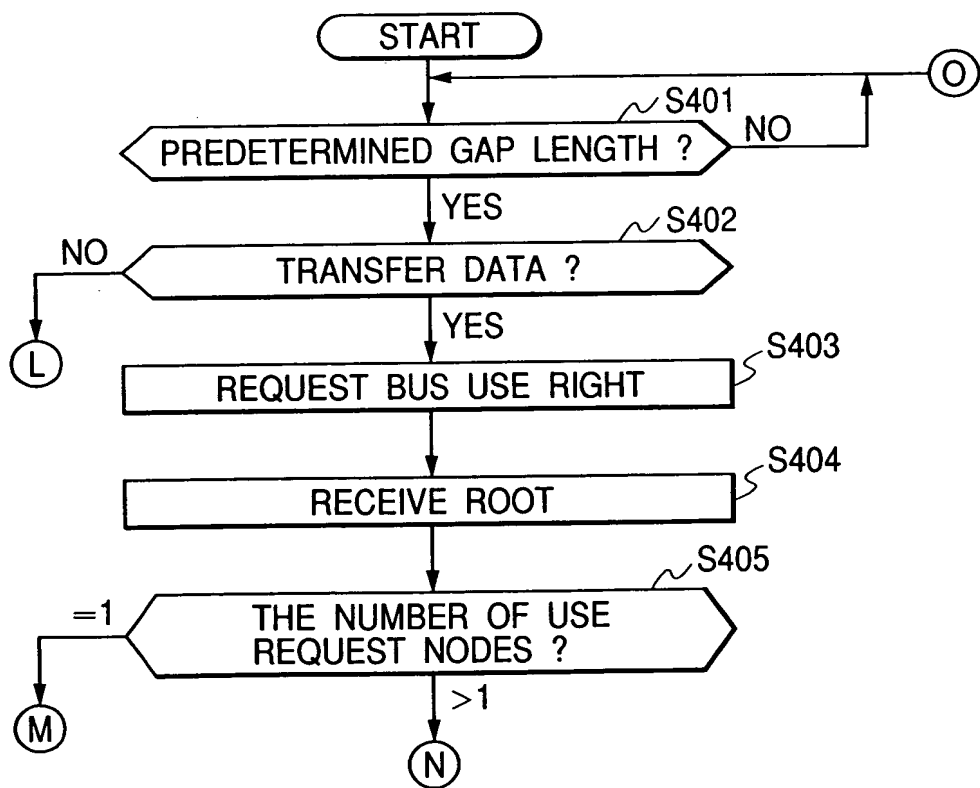 START
O
S401
PREDETERMINED GAP LENGTH ?
NO
YES
S402
NO
TRANSFER DATA ?
YES
L
S403
REQUEST BUS USE RIGHT
S404
RECEIVE ROOT
S405
=1
THE NUMBER OF USE
REQUEST NODES ?
>1
M
N